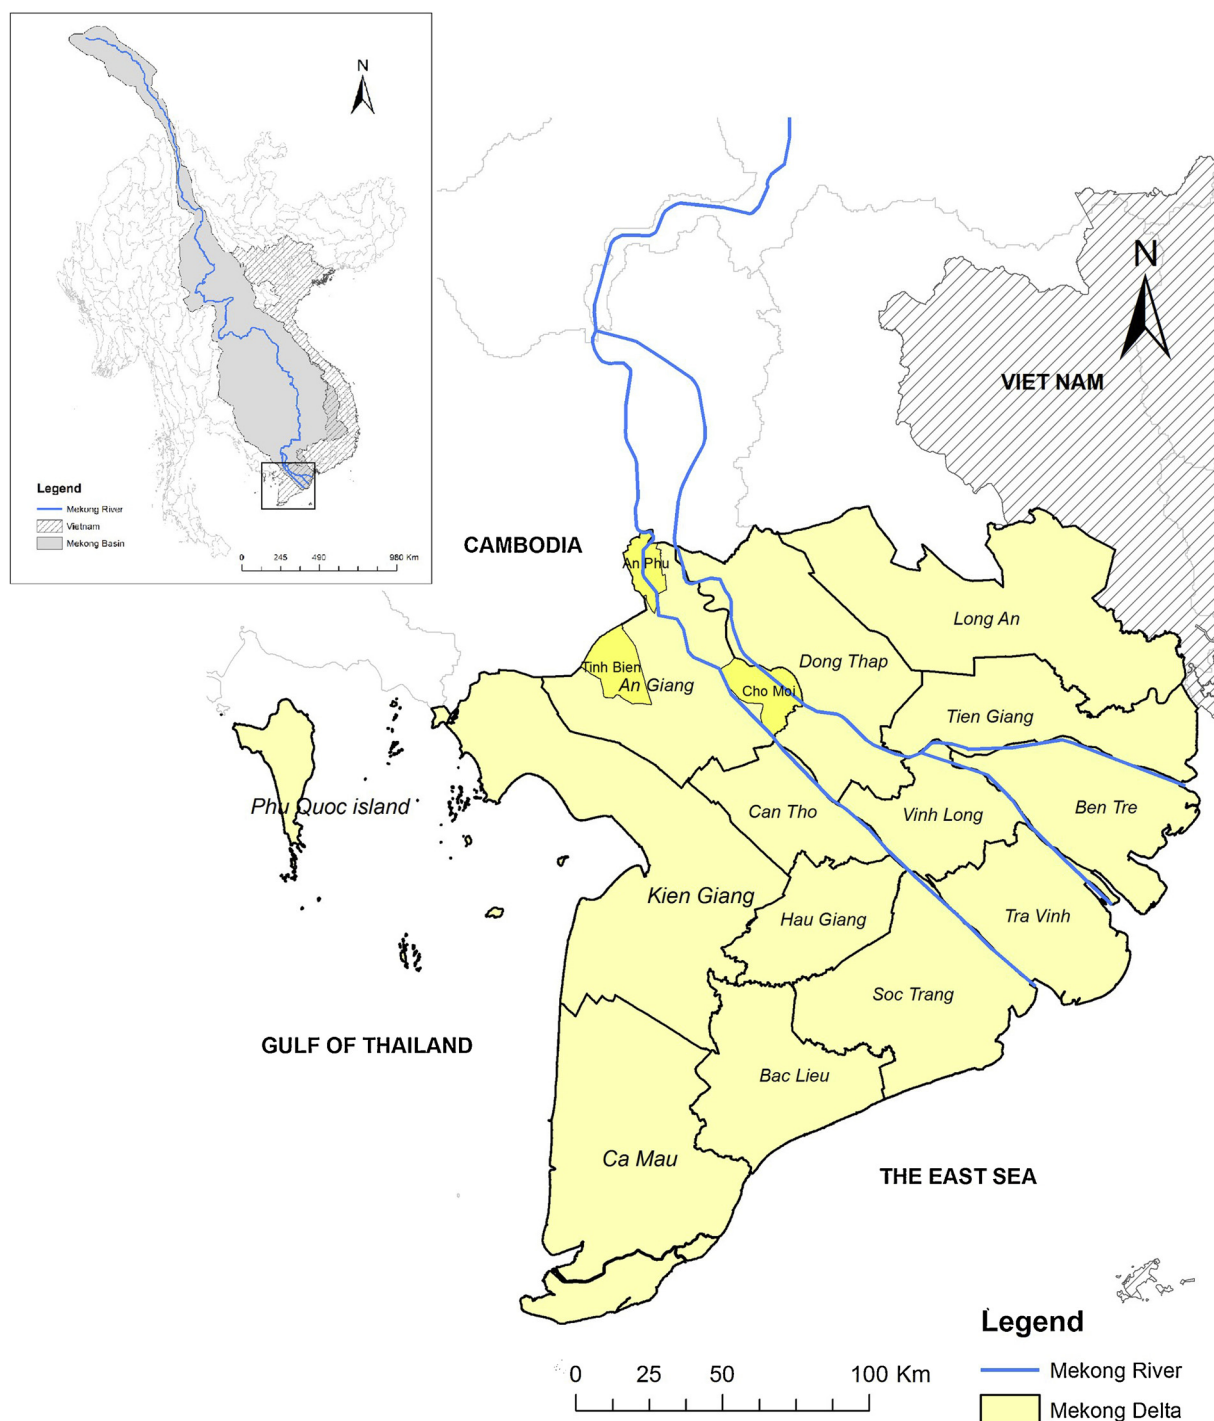 N
Legend
Mekong River
Vietnam
Mekong Basin
0 245 490 980 Km
N
VIET NAM
CAMBODIA
An Phu
Long An
Tinh Bien
An Giang
Dong Thap
Cho Moi
Tien Giang
Phu Quoc island
Can Tho
Vinh Long
Ben Tre
Kien Giang
Hau Giang
Tra Vinh
Soc Trang
GULF OF THAILAND
Bac Lieu
Ca Mau
THE EAST SEA
Legend
0 25 50 100 Km
Mekong River
Mekong Delta